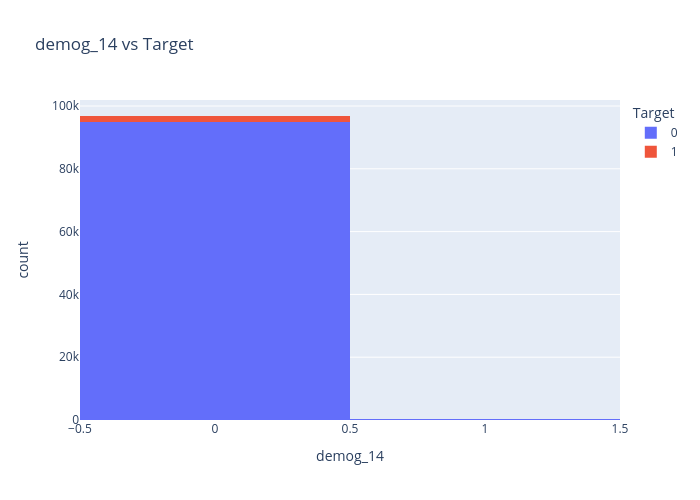 demog_14 vs Target
100k
80k
60k
40k
20k
0
−0.5
0
0.5
1
1.5
count
demog_14
Target
0
1